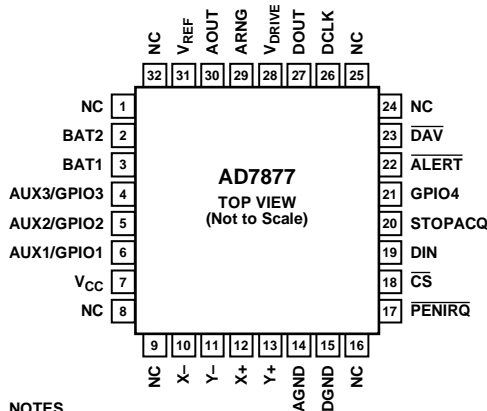 NC
VREF
AOUT
ARNG
VDRIVE
DOUT
DCLK
NC
32
31
30
29
28
27
26
25
NC 1
BAT2 2
BAT1 3
AUX3/GPIO3 4
AUX2/GPIO2 5
AUX1/GPIO1 6
VCC 7
NC 8
AD7877
TOP VIEW
(Not to Scale)
24 NC
23 DAV
22 ALERT
21 GPIO4
20 STOPACQ
19 DIN
18 CS
17 PENIRQ
9
10
11
12
13
14
15
16
NC
X–
Y–
X+
Y+
AGND
DGND
NC
NOTES